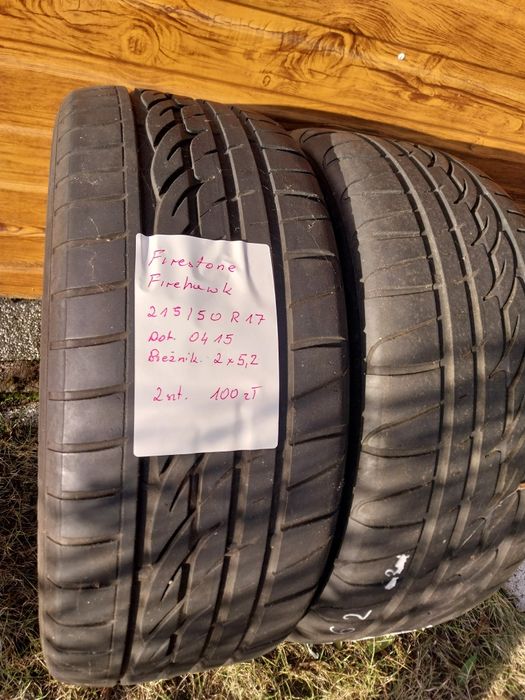 Firestone
Firehawk
215/50 R17
Dot. 0415
Bieżnik. 2x5,2
2szt. 100zł